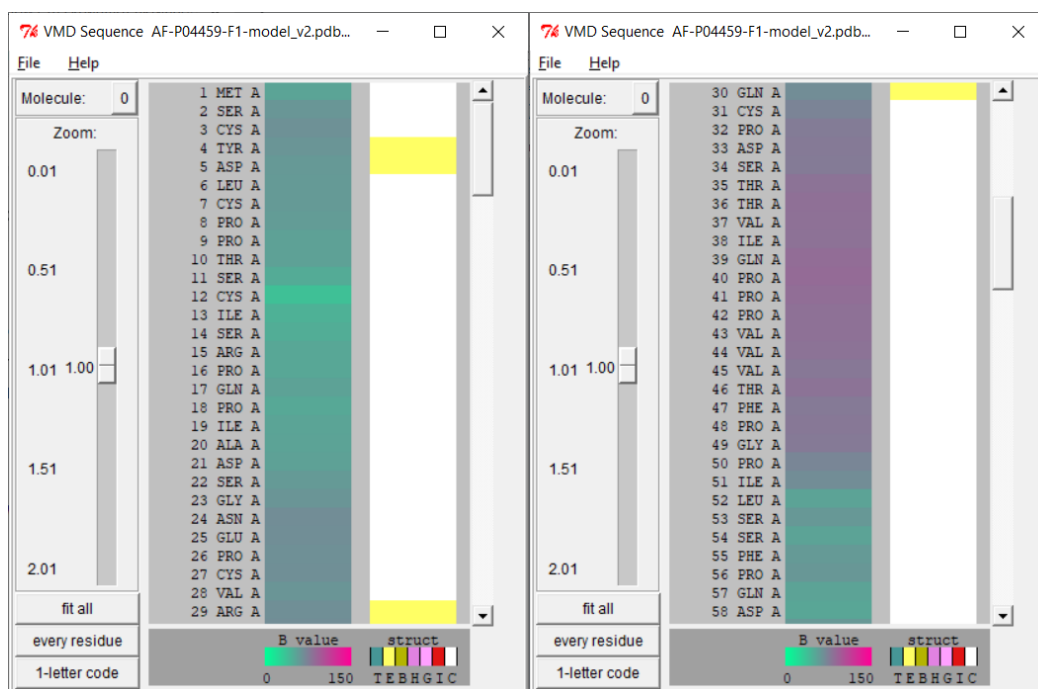 VMD Sequence AF-P04459-F1-model_v2.pdb...
File Help
Molecule: 0
Zoom:
0.01
0.51
1.01 1.00
1.51
2.01
fit all
every residue
1-letter code
1 MET A
2 SER A
3 CYS A
4 TYR A
5 ASP A
6 LEU A
7 CYS A
8 PRO A
9 PRO A
10 THR A
11 SER A
12 CYS A
13 ILE A
14 SER A
15 ARG A
16 PRO A
17 GLN A
18 PRO A
19 ILE A
20 ALA A
21 ASP A
22 SER A
23 GLY A
24 ASN A
25 GLU A
26 PRO A
27 CYS A
28 VAL A
29 ARG A
B value struct
0 150 T E B H G I C
VMD Sequence AF-P04459-F1-model_v2.pdb...
File Help
Molecule: 0
Zoom:
0.01
0.51
1.01 1.00
1.51
2.01
fit all
every residue
1-letter code
30 GLN A
31 CYS A
32 PRO A
33 ASP A
34 SER A
35 THR A
36 THR A
37 VAL A
38 ILE A
39 GLN A
40 PRO A
41 PRO A
42 PRO A
43 VAL A
44 VAL A
45 VAL A
46 THR A
47 PHE A
48 PRO A
49 GLY A
50 PRO A
51 ILE A
52 LEU A
53 SER A
54 SER A
55 PHE A
56 PRO A
57 GLN A
58 ASP A
B value struct
0 150 T E B H G I C